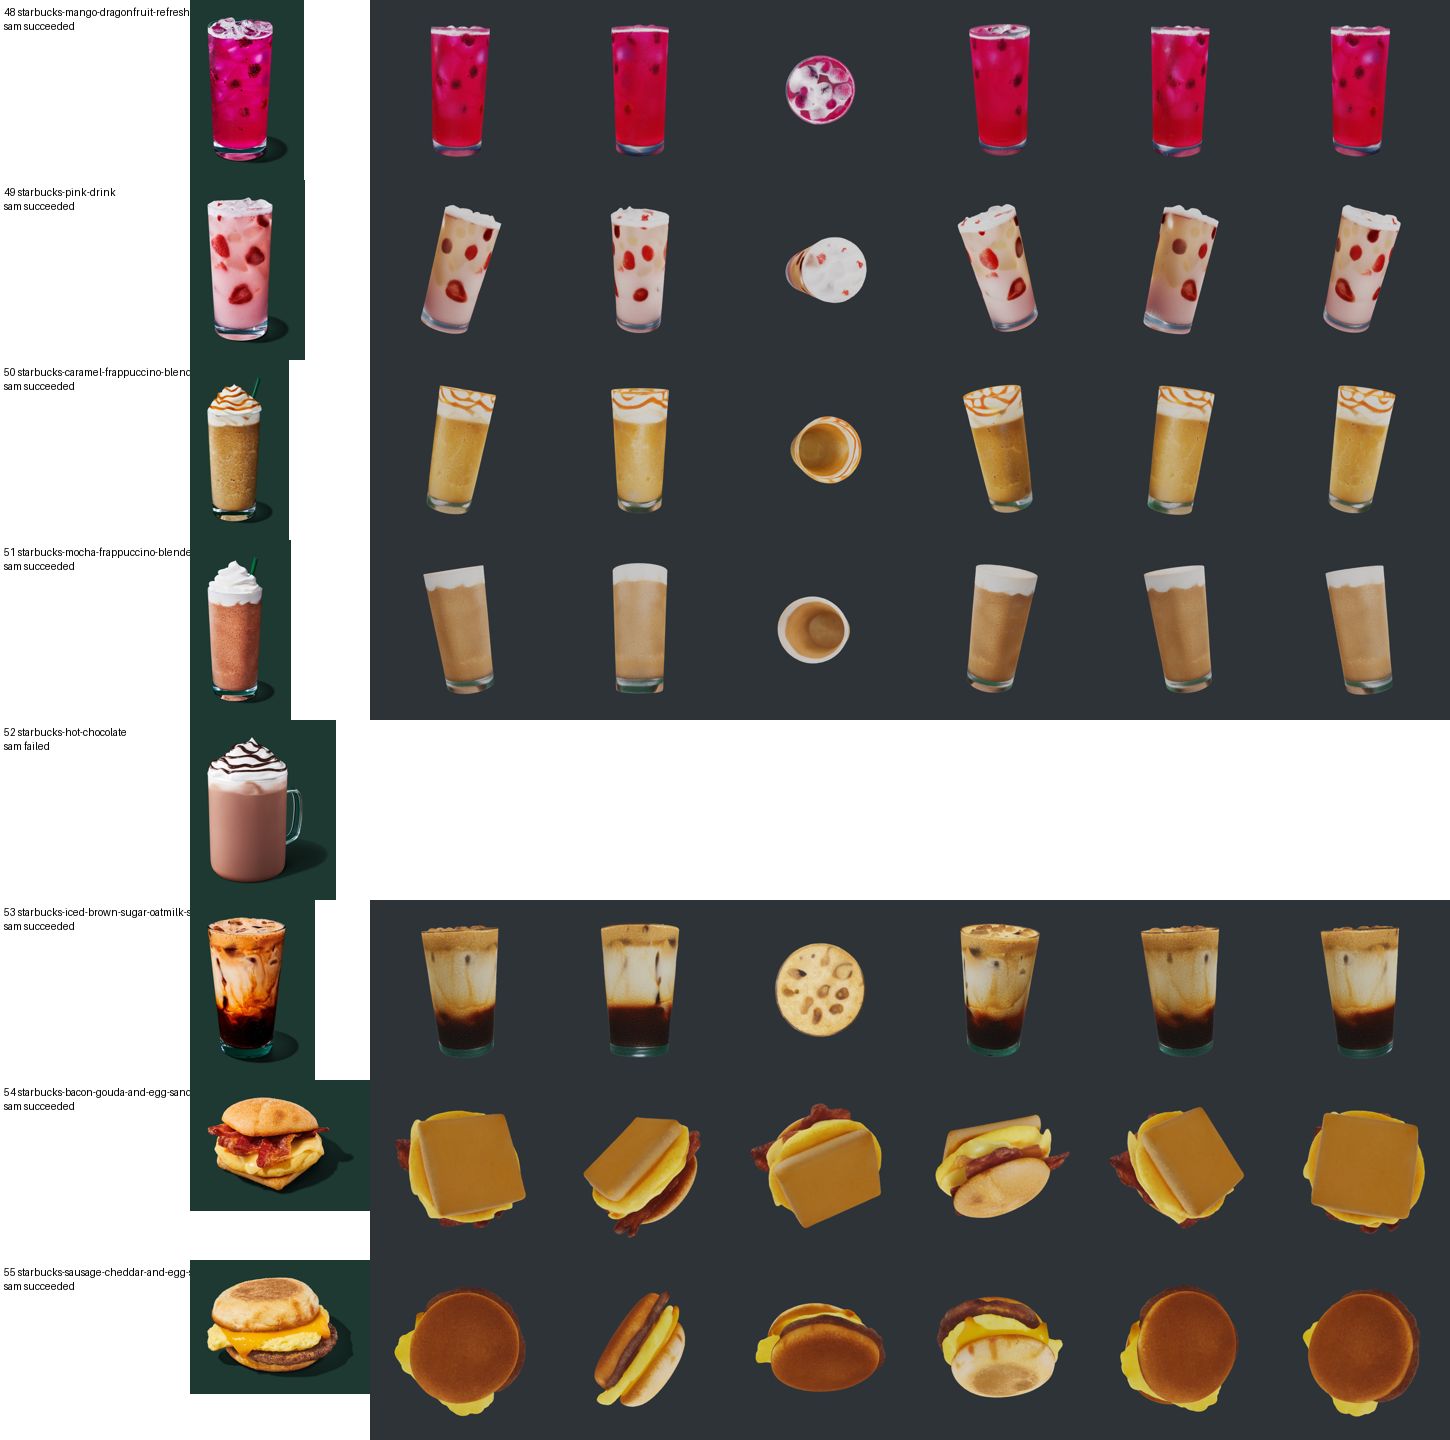 48 starbucks-mango-dragonfruit-refresh
sam succeeded
49 starbucks-pink-drink
sam succeeded
50 starbucks-caramel-frappuccino-blend
sam succeeded
51 starbucks-mocha-frappuccino-blende
sam succeeded
52 starbucks-hot-chocolate
sam failed
53 starbucks-iced-brown-sugar-oatmilk-s
sam succeeded
54 starbucks-bacon-gouda-and-egg-sand
sam succeeded
55 starbucks-sausage-cheddar-and-egg-s
sam succeeded